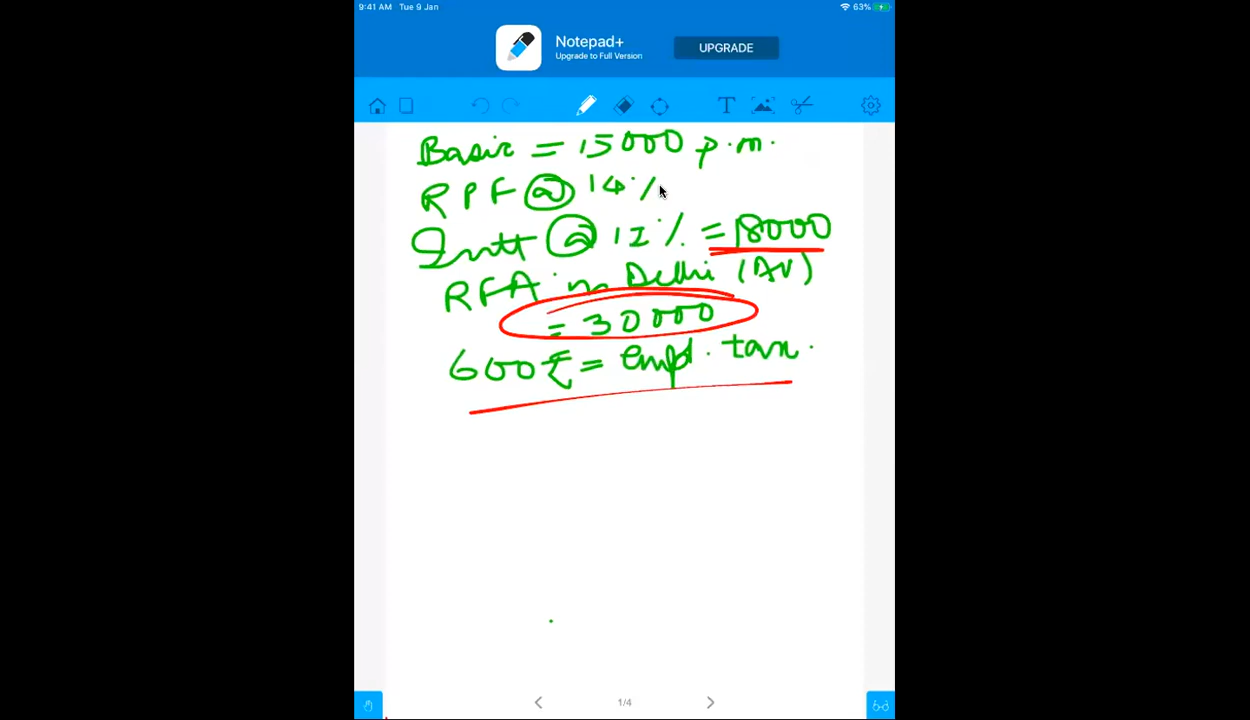 9:41 AM Tue 9 Jan 63%
Notepad+
Upgrade to Full Version
UPGRADE
T
Basic = 15000 p.m.
RPF @ 14%
Intt @ 12% = 18000
RFA in Delhi (AV)
= 30000
600₹ = empl. tax.
1/4